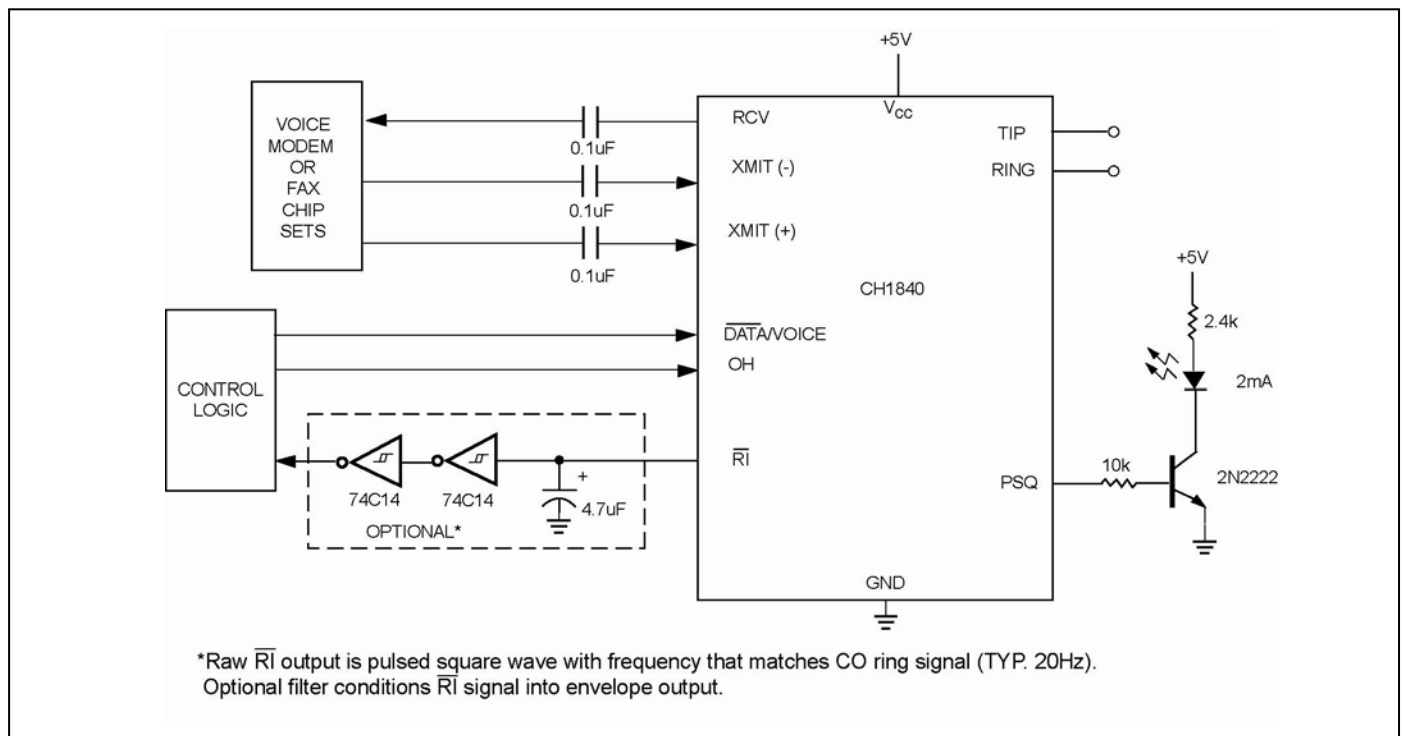 +5V
VCC
VOICE
MODEM
OR
FAX
CHIP
SETS
0.1uF
0.1uF
0.1uF
RCV
XMIT (-)
XMIT (+)
TIP
RING
CH1840
+5V
2.4k
2mA
CONTROL
LOGIC
DATA/VOICE
OH
RI
74C14
74C14
+
4.7uF
OPTIONAL*
PSQ
10k
2N2222
GND
*Raw RI output is pulsed square wave with frequency that matches CO ring signal (TYP. 20Hz).
Optional filter conditions RI signal into envelope output.